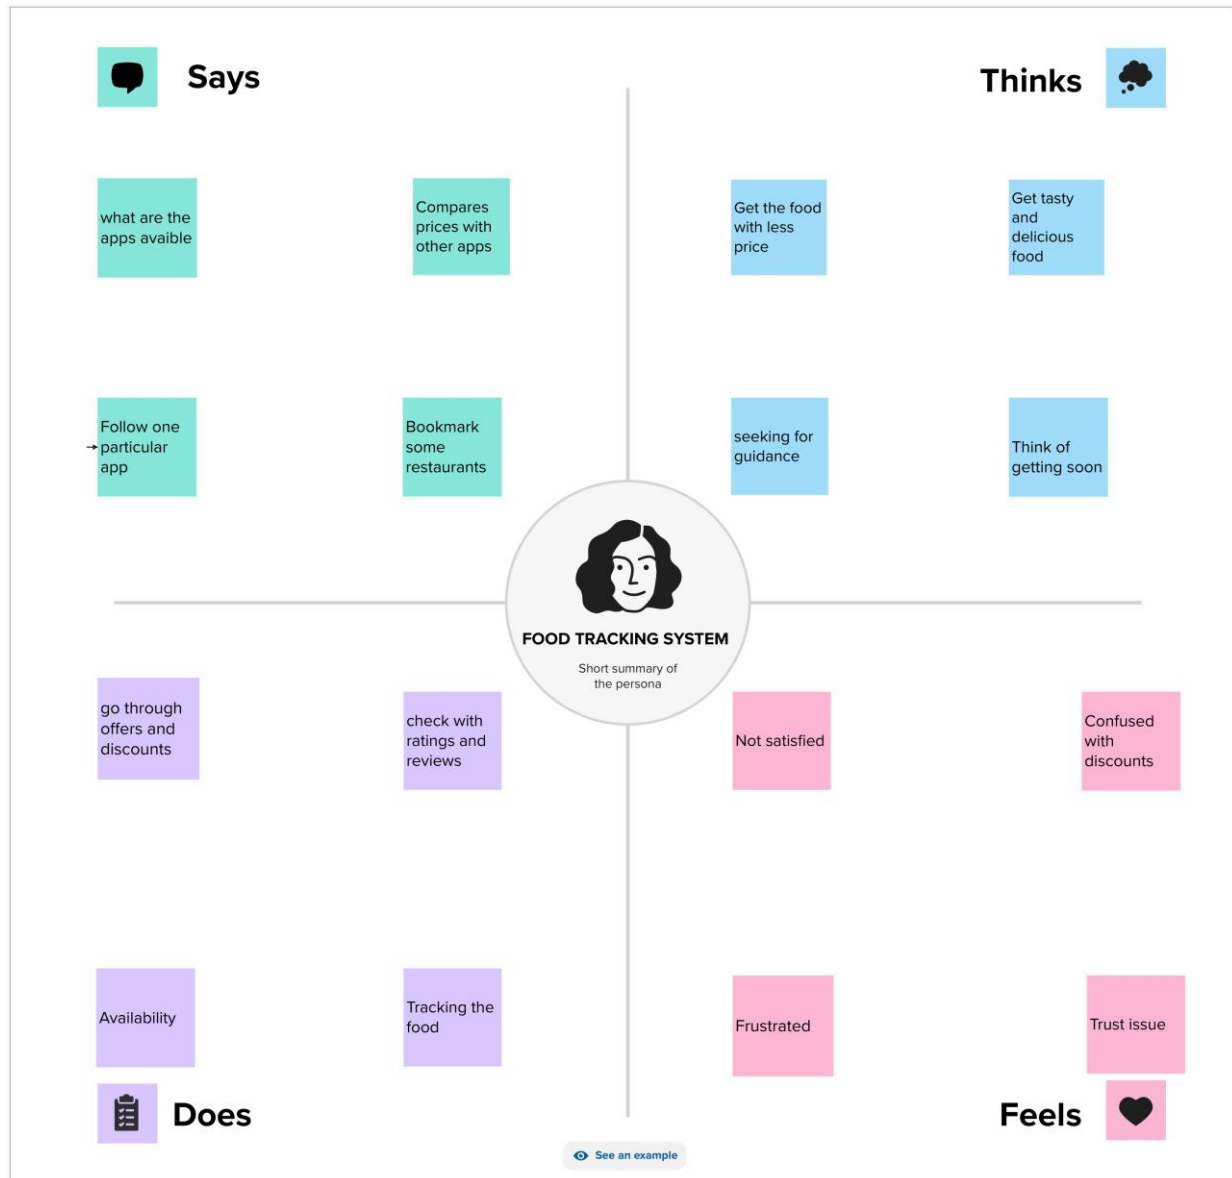 Says
Thinks
what are the
apps avaible
Compares
prices with
other apps
Get the food
with less
price
Get tasty
and
delicious
food
Follow one
particular
app
Bookmark
some
restaurants
seeking for
guidance
Think of
getting soon
FOOD TRACKING SYSTEM
Short summary of
the persona
go through
offers and
discounts
check with
ratings and
reviews
Not satisfied
Confused
with
discounts
Availability
Tracking the
food
Frustrated
Trust issue
Does
Feels
See an example